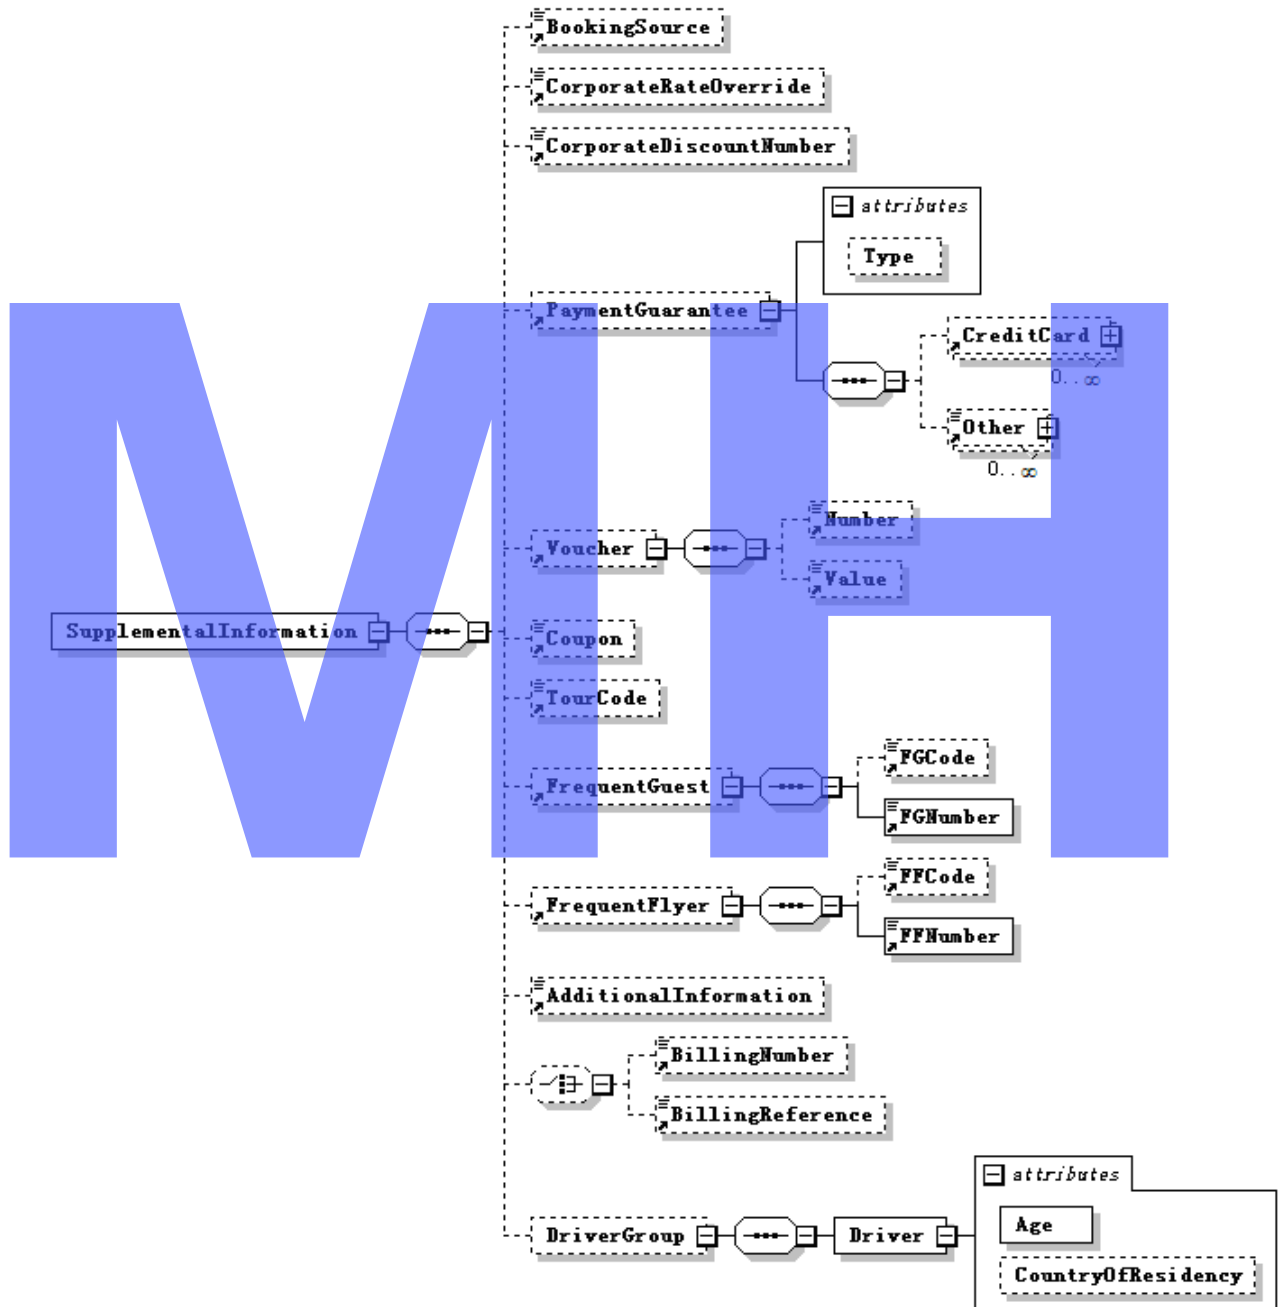 BookingSource
CorporateRateOverride
CorporateDiscountNumber
attributes
Type
PaymentGuarantee
CreditCard
0..∞
Other
0..∞
Number
Voucher
Value
SupplementalInformation
Coupon
TourCode
FGCode
FrequentGuest
FGNumber
FFCode
FrequentFlyer
FFNumber
AdditionalInformation
BillingNumber
BillingReference
attributes
Age
DriverGroup
Driver
CountryOfResidency
MH